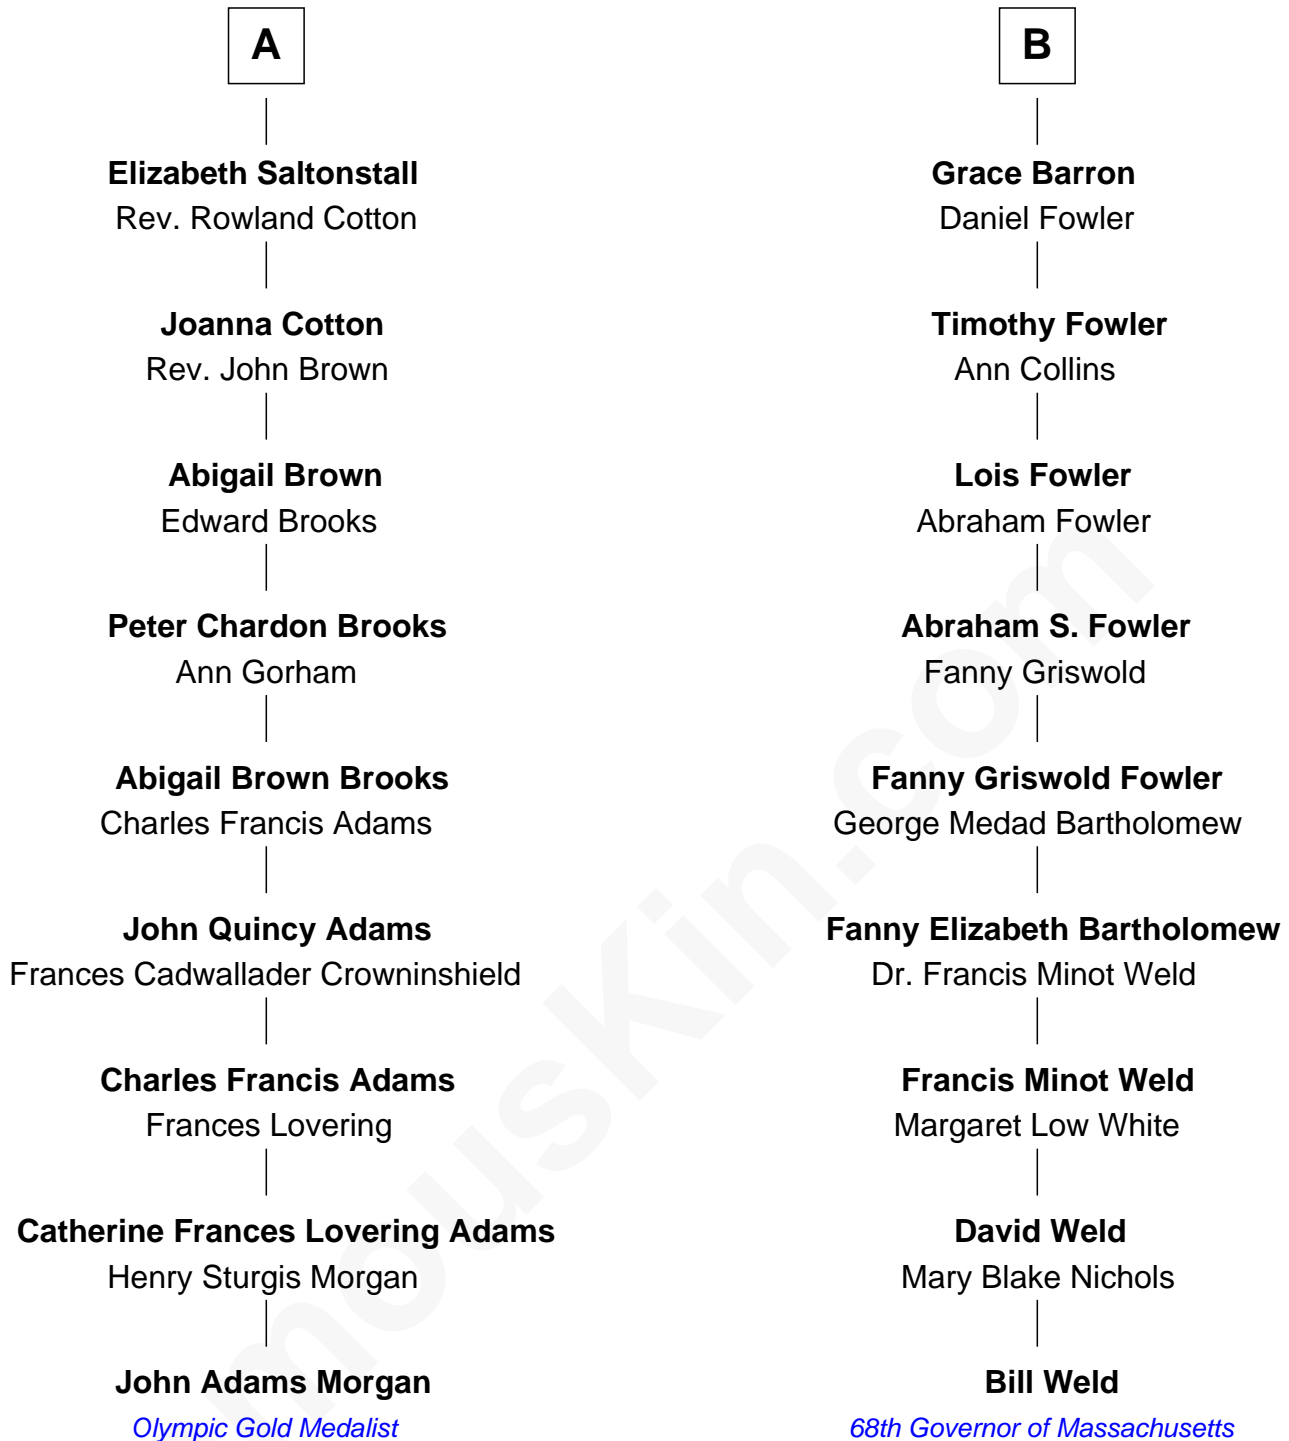 A
Elizabeth Saltonstall
Rev. Rowland Cotton
Joanna Cotton
Rev. John Brown
Abigail Brown
Edward Brooks
Peter Chardon Brooks
Ann Gorham
Abigail Brown Brooks
Charles Francis Adams
John Quincy Adams
Frances Cadwallader Crowninshield
Charles Francis Adams
Frances Lovering
Catherine Frances Lovering Adams
Henry Sturgis Morgan
John Adams Morgan
Olympic Gold Medalist
B
Grace Barron
Daniel Fowler
Timothy Fowler
Ann Collins
Lois Fowler
Abraham Fowler
Abraham S. Fowler
Fanny Griswold
Fanny Griswold Fowler
George Medad Bartholomew
Fanny Elizabeth Bartholomew
Dr. Francis Minot Weld
Francis Minot Weld
Margaret Low White
David Weld
Mary Blake Nichols
Bill Weld
68th Governor of Massachusetts
mousKin.com